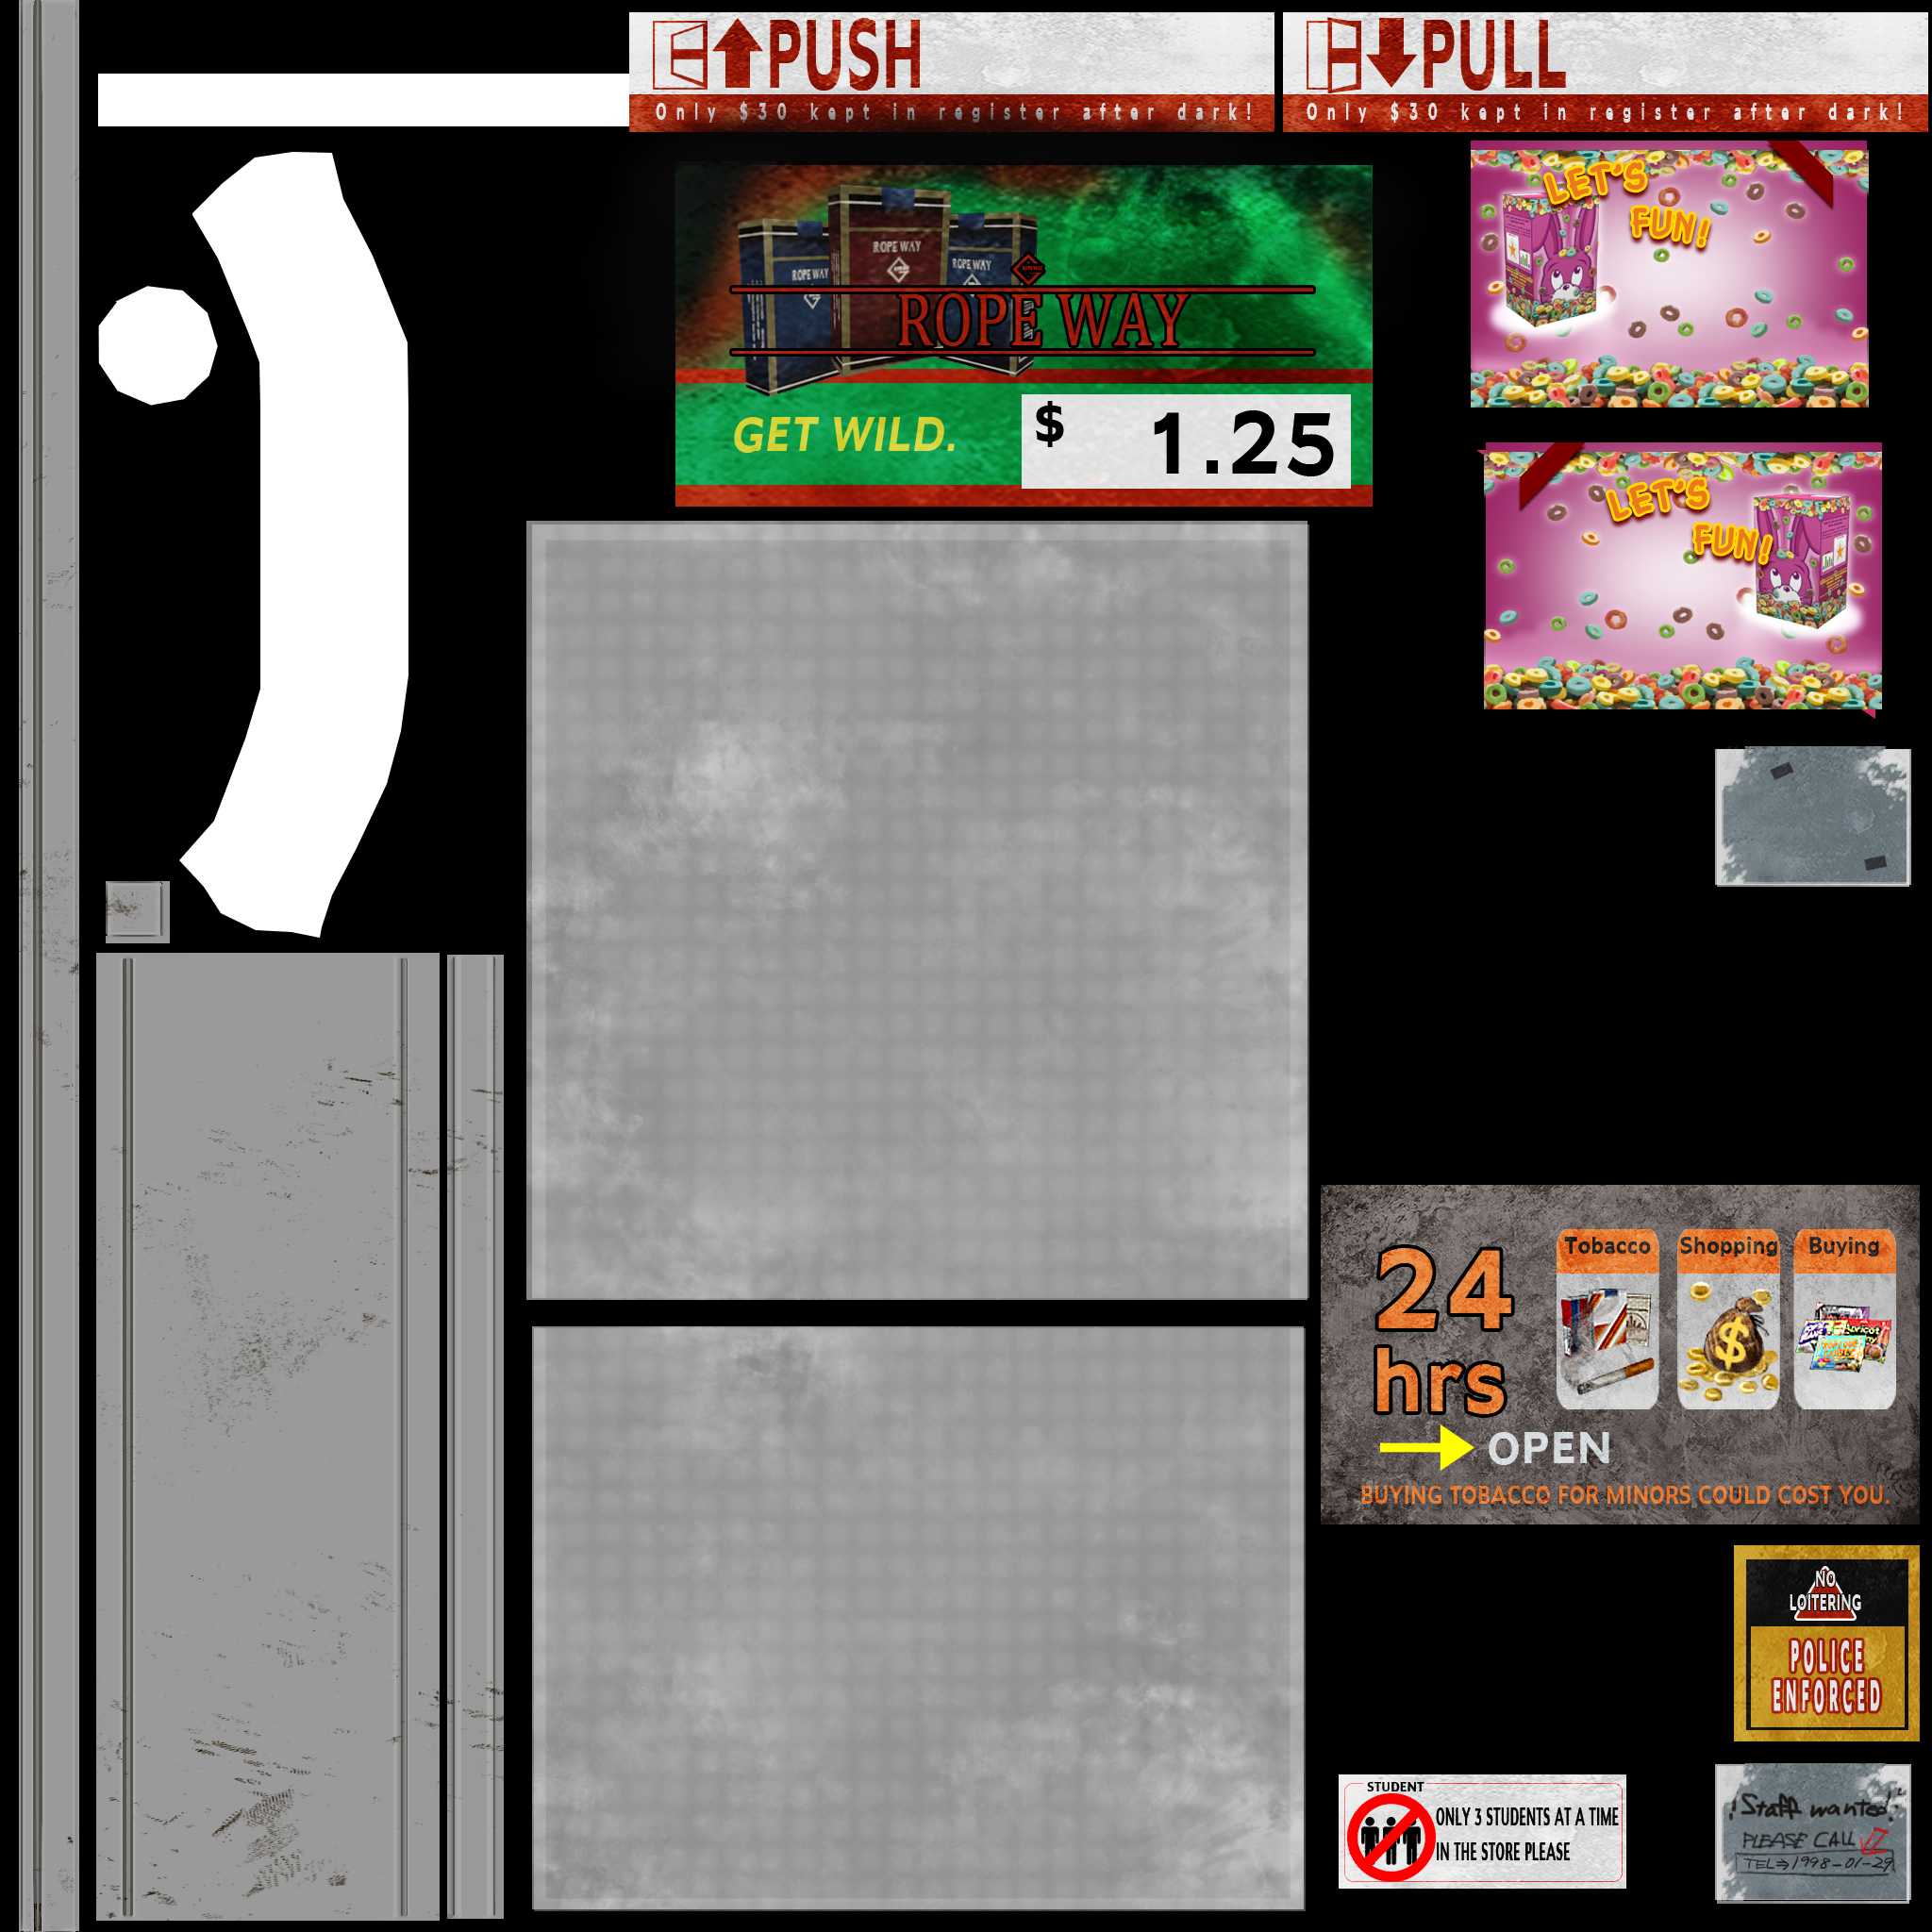 PUSH
Only $30 kept in register after dark!
PULL
Only $30 kept in register after dark!
LET'S
FUN!
ROPE WAY
ROPE WAY
ROPE WAY
ROPE WAY
GET WILD.
$ 1.25
LET'S
FUN!
24
hrs
OPEN
Tobacco
Shopping
Buying
BUYING TOBACCO FOR MINORS COULD COST YOU.
NO
LOITERING
POLICE
ENFORCED
STUDENT
ONLY 3 STUDENTS AT A TIME
IN THE STORE PLEASE
!Staff wanted!
PLEASE CALL
TEL⇒1998-01-29